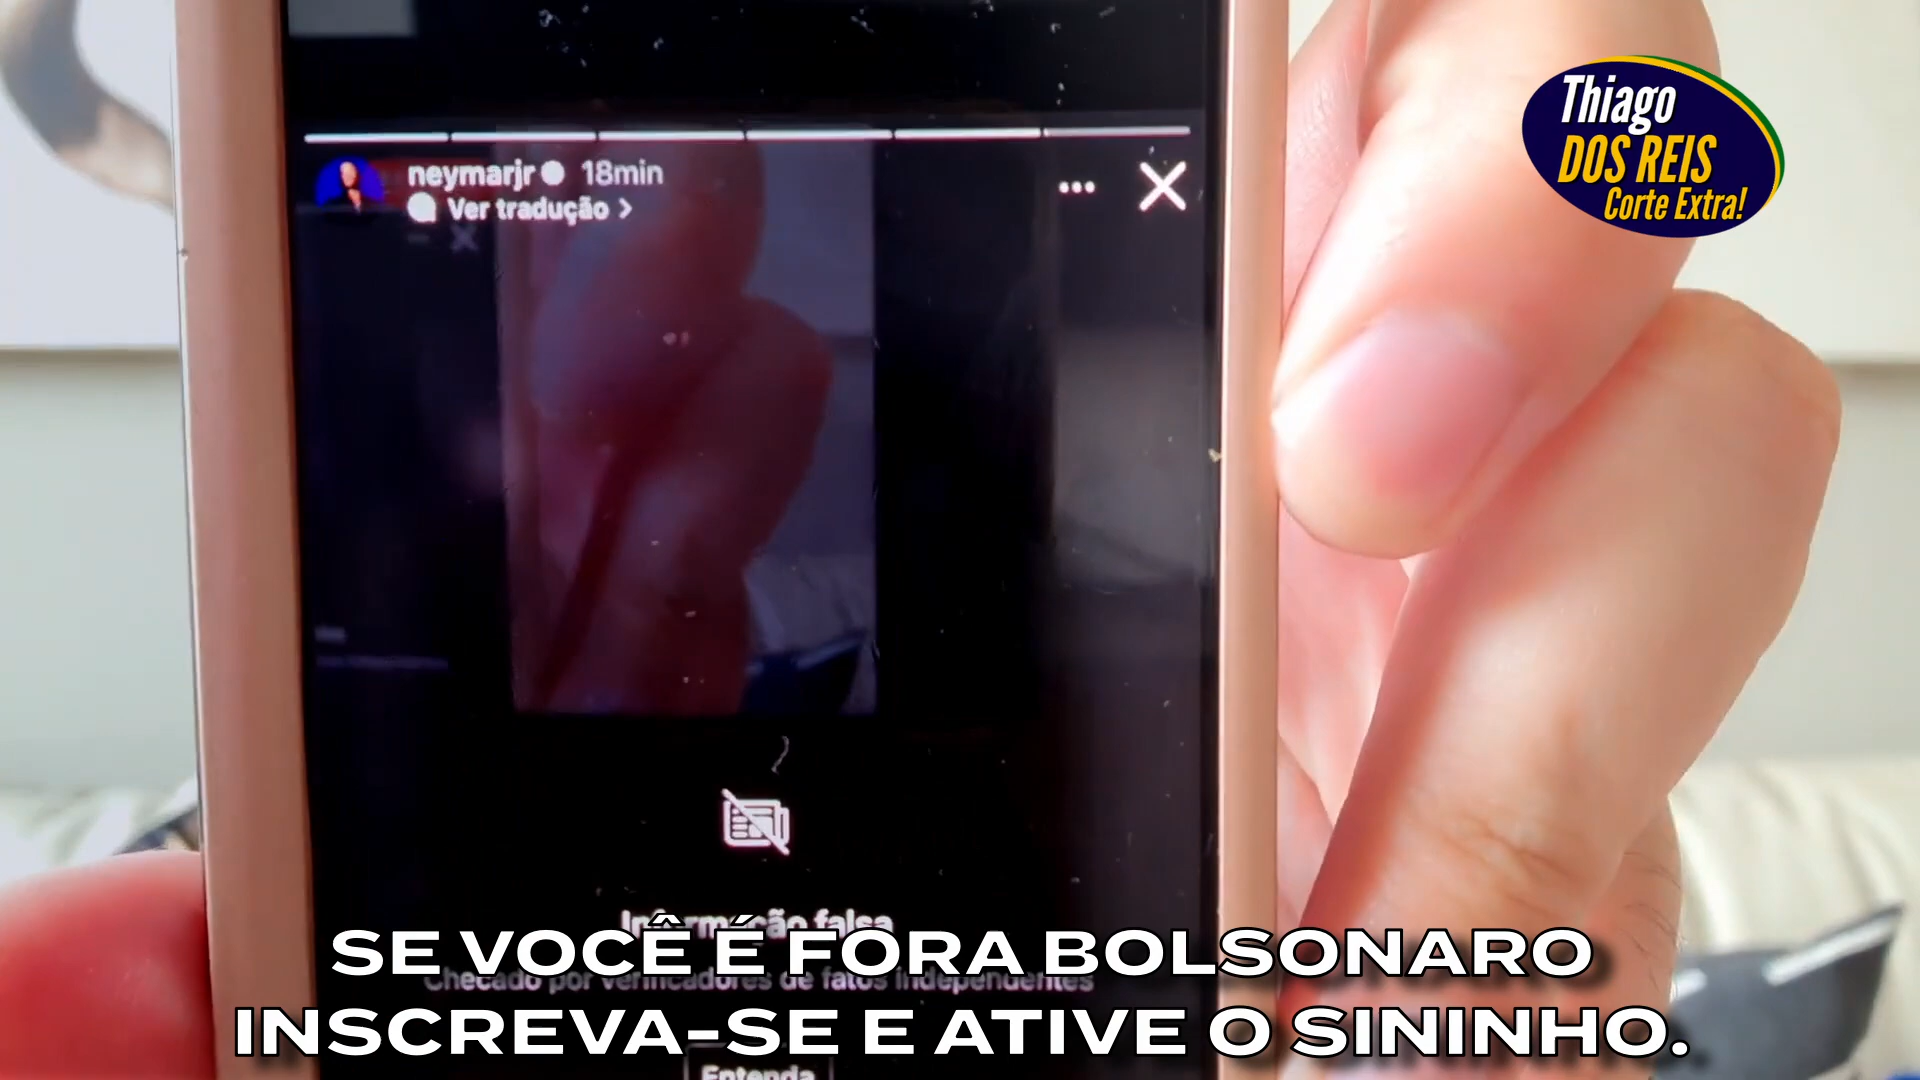 Thiago
DOS REIS
Corte Extra!
neymarjr 18min
Ver tradução
Informação falsa
Checado por verificadores de fatos independentes
SE VOCÊ É FORA BOLSONARO
INSCREVA-SE E ATIVE O SININHO.
Entenda